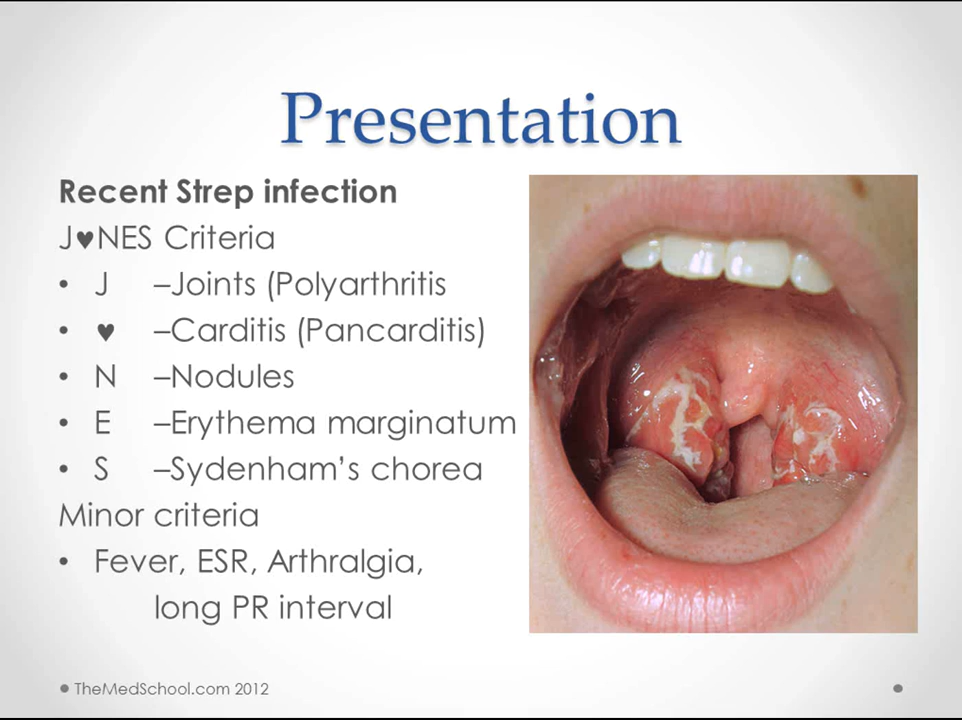 Presentation
Recent Strep infection
J♥NES Criteria
• J –Joints (Polyarthritis
• ♥ –Carditis (Pancarditis)
• N –Nodules
• E –Erythema marginatum
• S –Sydenham’s chorea
Minor criteria
• Fever, ESR, Arthralgia,
long PR interval
TheMedSchool.com 2012